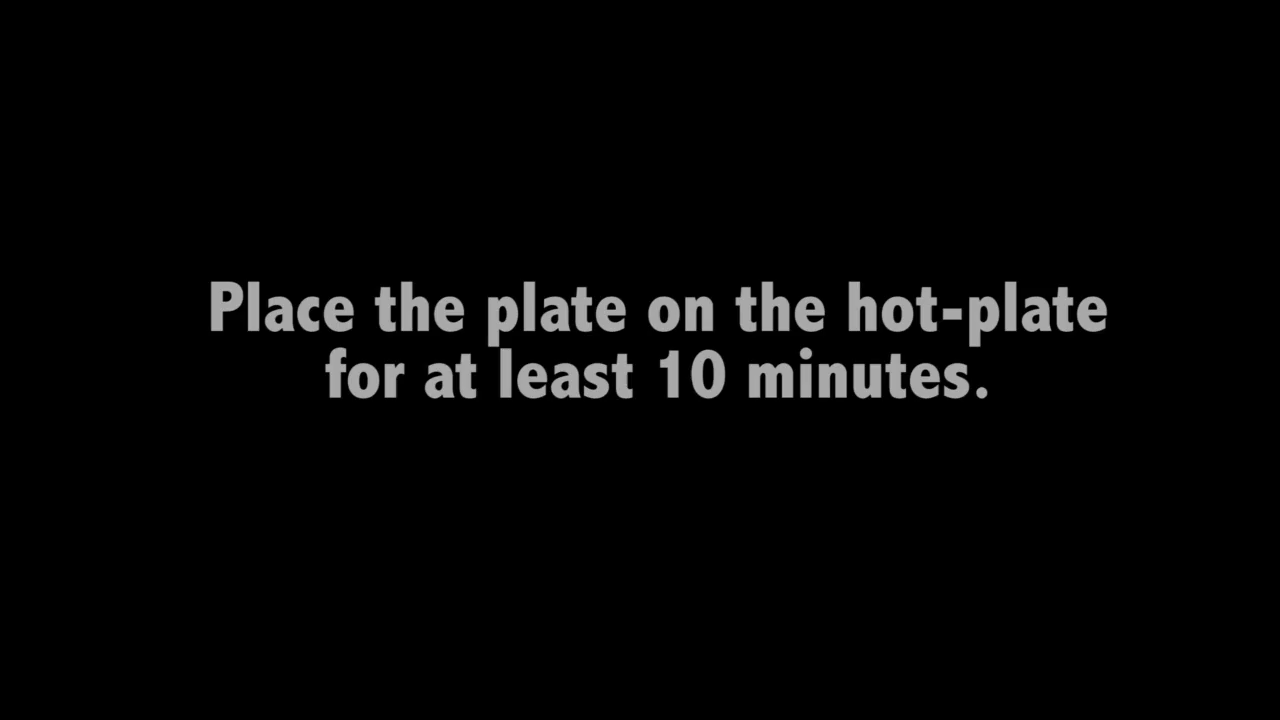 Place the plate on the hot-plate
for at least 10 minutes.